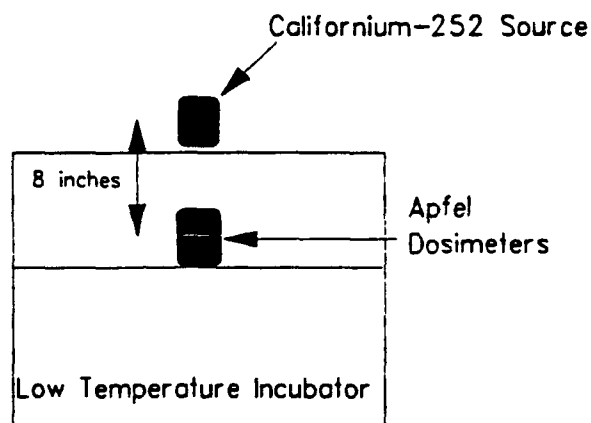 Californium-252 Source
8 inches
Apfel
Dosimeters
Low Temperature Incubator